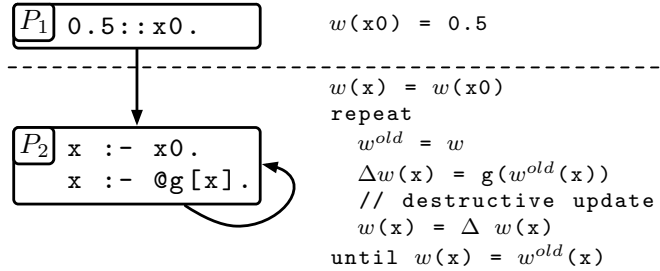 P₁ 0.5::x0.
w(x0) = 0.5
P₂ x :- x0.
x :- @g[x].
w(x) = w(x0)
repeat
w^{old} = w
Δw(x) = g(w^{old}(x))
// destructive update
w(x) = Δ w(x)
until w(x) = w^{old}(x)